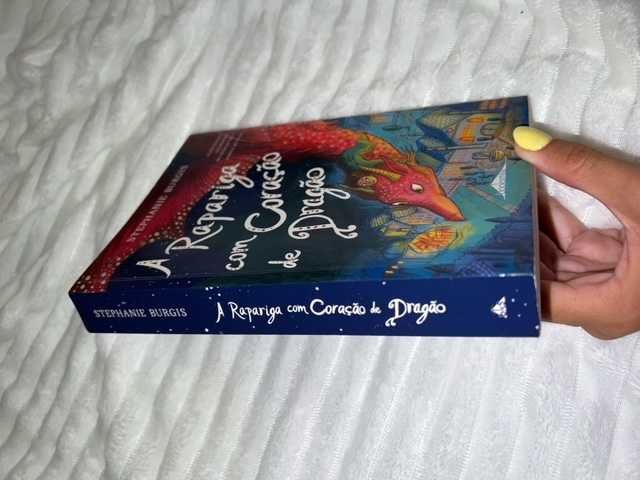 STEPHANIE BURGIS
A Rapariga
com Coração
de Dragão
STEPHANIE BURGIS A Rapariga com Coração de Dragão